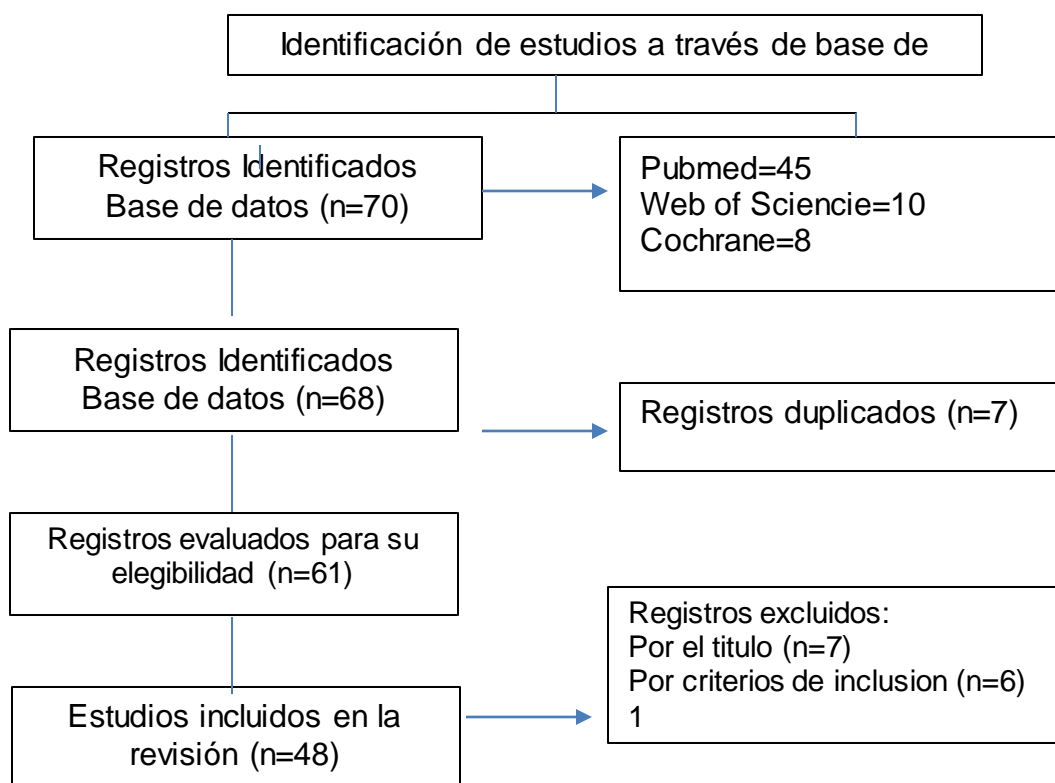 Identificación de estudios a través de base de
Registros Identificados
Base de datos (n=70)
Pubmed=45
Web of Sciencie=10
Cochrane=8
Registros Identificados
Base de datos (n=68)
Registros duplicados (n=7)
Registros evaluados para su
elegibilidad (n=61)
Registros excluidos:
Por el titulo (n=7)
Por criterios de inclusion (n=6)
1
Estudios incluidos en la
revisión (n=48)